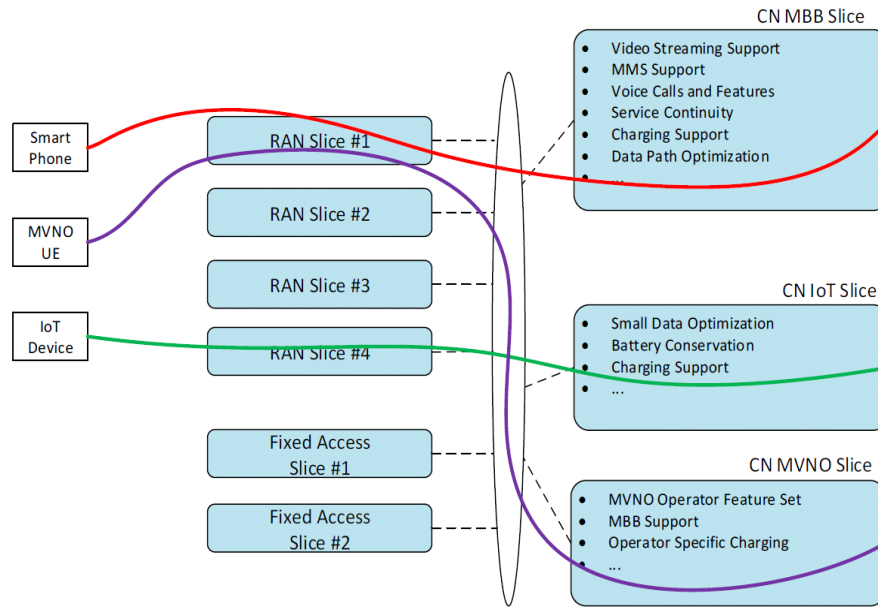 CN MBB Slice
• Video Streaming Support
• MMS Support
• Voice Calls and Features
• Service Continuity
• Charging Support
• Data Path Optimization
• ...
Smart
Phone
MVNO
UE
IoT
Device
RAN Slice #1
RAN Slice #2
RAN Slice #3
RAN Slice #4
Fixed Access
Slice #1
Fixed Access
Slice #2
CN IoT Slice
• Small Data Optimization
• Battery Conservation
• Charging Support
• ...
CN MVNO Slice
• MVNO Operator Feature Set
• MBB Support
• Operator Specific Charging
• ...